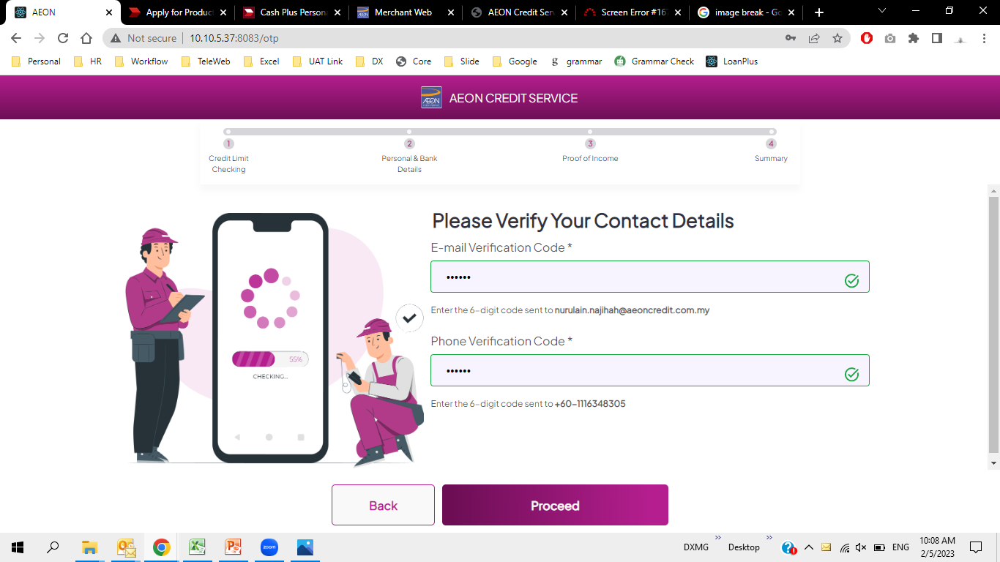 AEON
Apply for Product
Cash Plus Persona
Merchant Web
AEON Credit Serv
Screen Error #167
image break - Go
Not secure
10.10.5.37:8083/otp
Personal
HR
Workflow
TeleWeb
Excel
UAT Link
DX
Core
Slide
Google
g grammar
Grammar Check
LoanPlus
AEON
AEON CREDIT SERVICE
1
2
3
4
Credit Limit
Checking
Personal & Bank
Details
Proof of Income
Summary
55%
CHECKING...
Please Verify Your Contact Details
E-mail Verification Code *
••••••
Enter the 6-digit code sent to nurulain.najihah@aeoncredit.com.my
Phone Verification Code *
••••••
Enter the 6-digit code sent to +60-1116348305
Back
Proceed
zoom
DXMG
Desktop
ENG
10:08 AM
2/5/2023